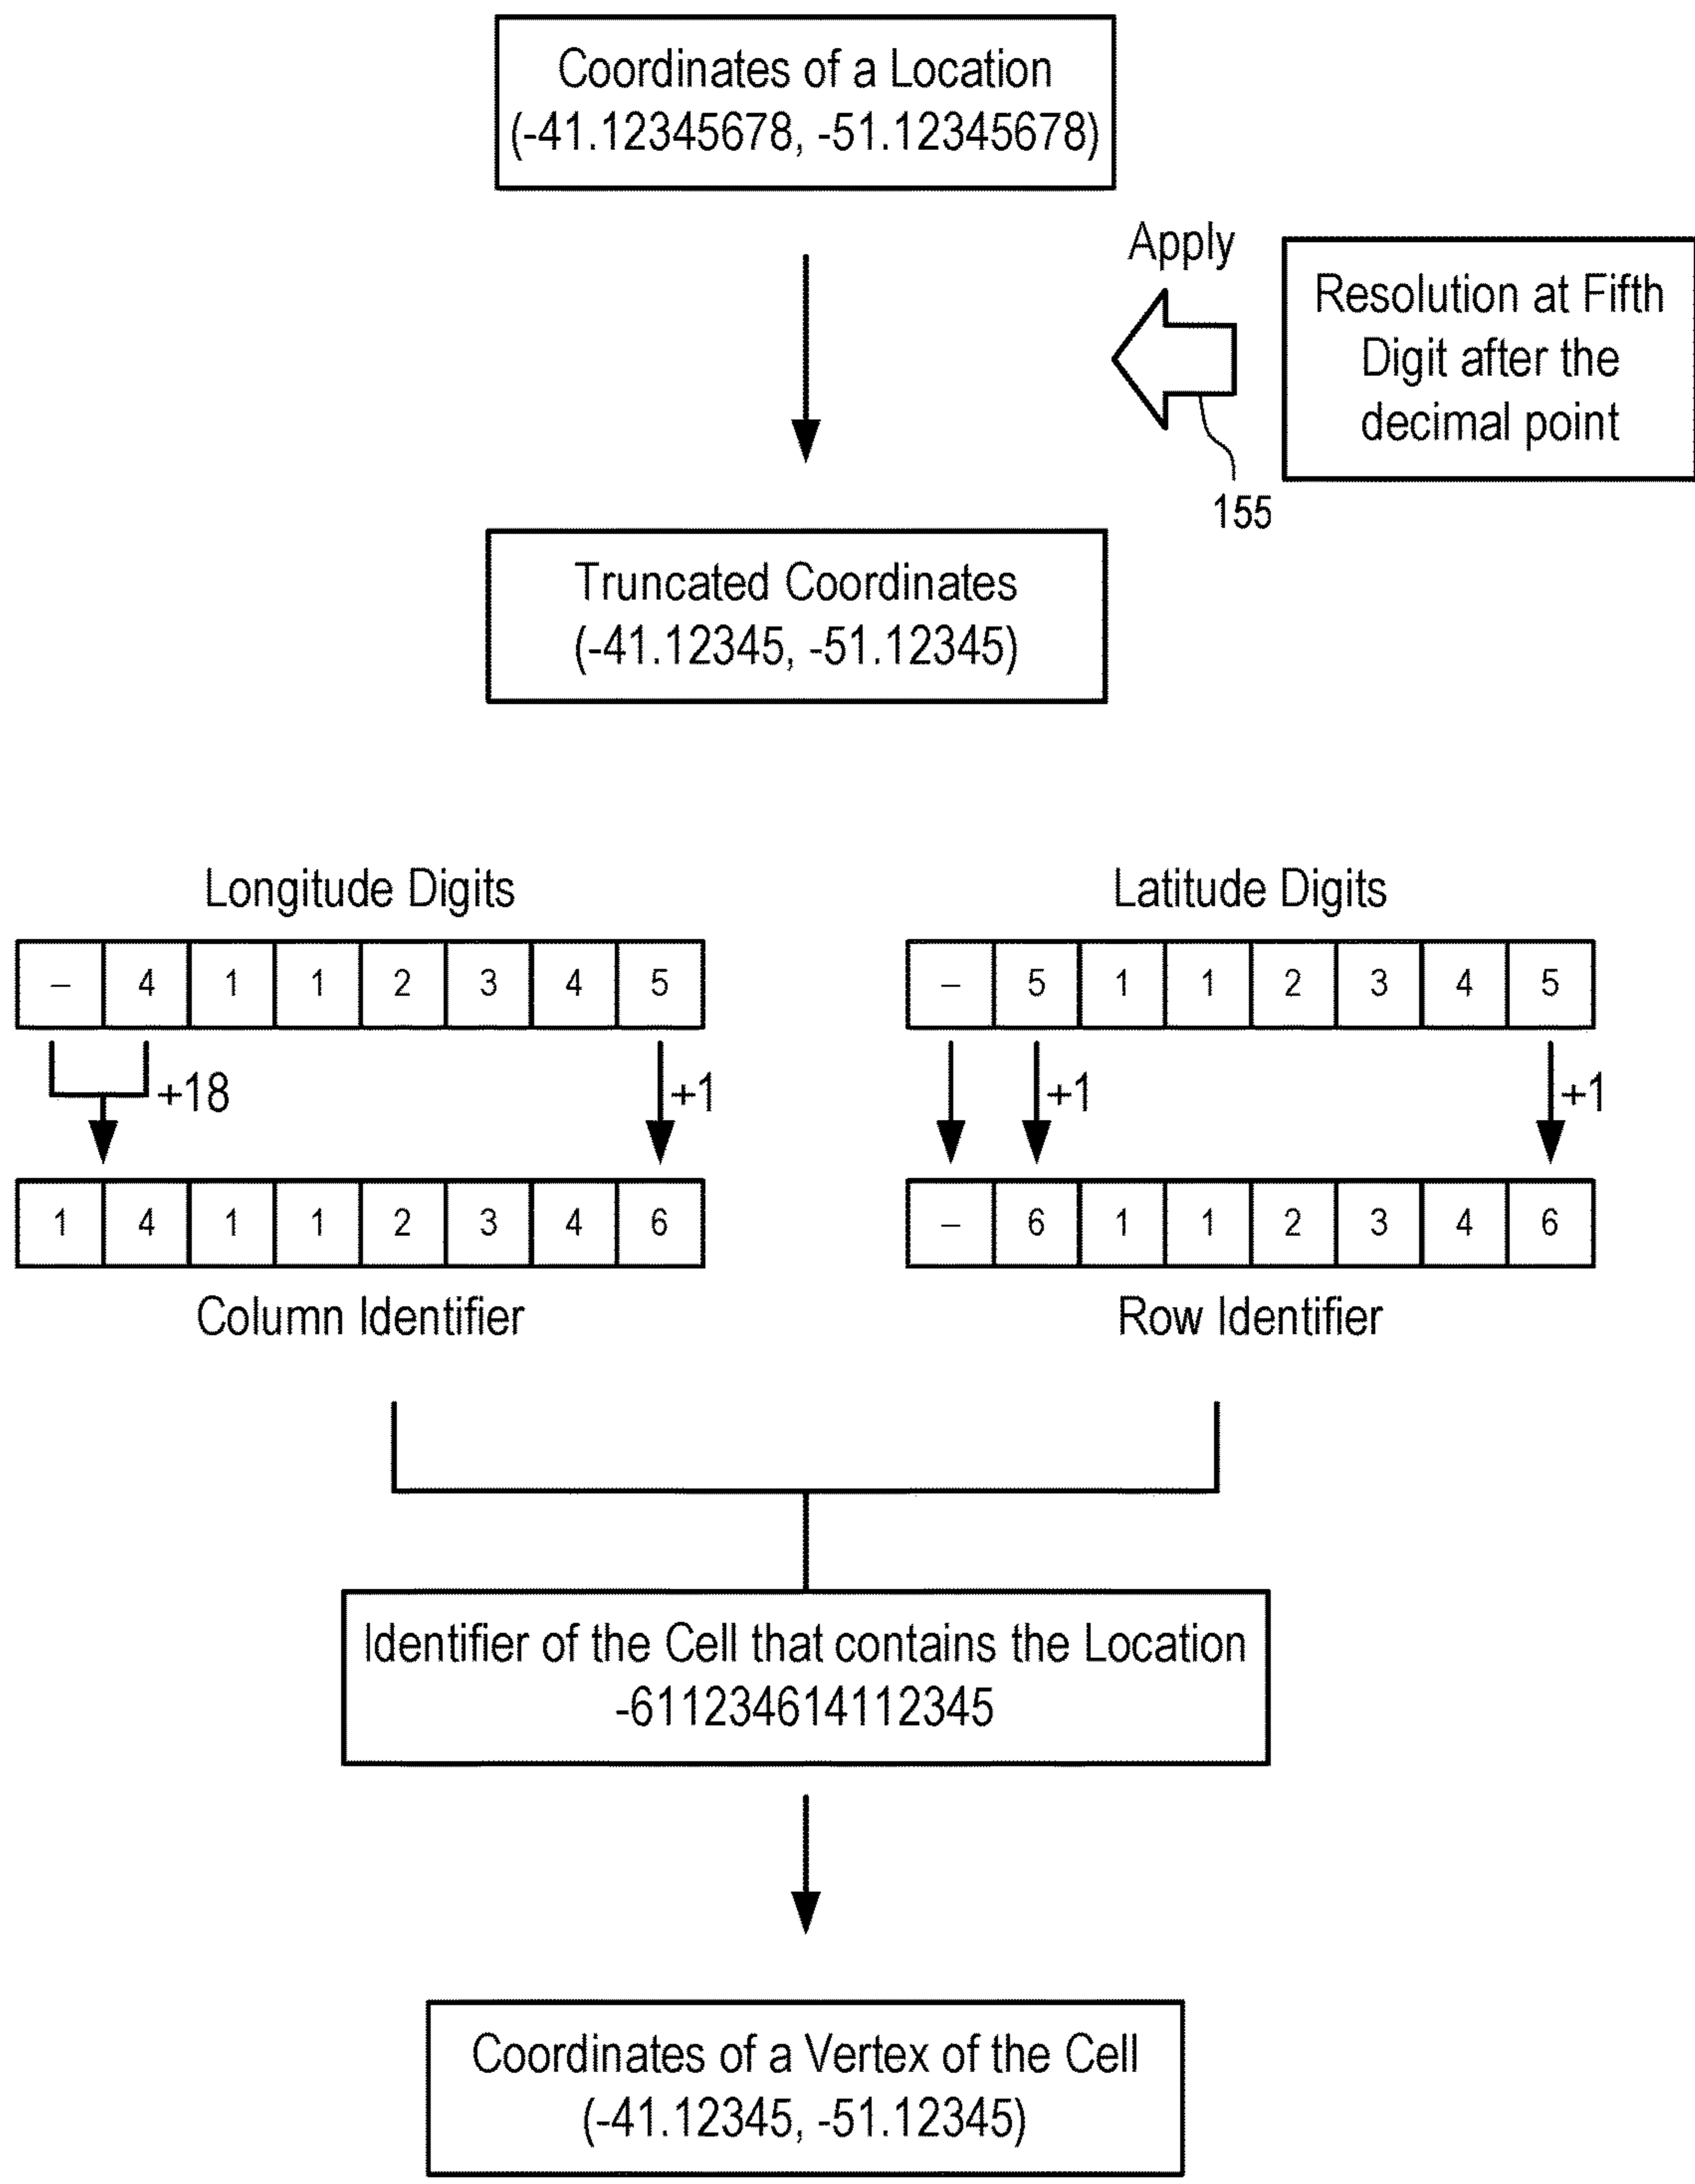 Coordinates of a Location
(-41.12345678, -51.12345678)
Apply
Resolution at Fifth
Digit after the
decimal point
155
Truncated Coordinates
(-41.12345, -51.12345)
Longitude Digits
– 4 1 1 2 3 4 5
+18 +1
1 4 1 1 2 3 4 6
Column Identifier
Latitude Digits
– 5 1 1 2 3 4 5
+1 +1
– 6 1 1 2 3 4 6
Row Identifier
Identifier of the Cell that contains the Location
-611234614112345
Coordinates of a Vertex of the Cell
(-41.12345, -51.12345)